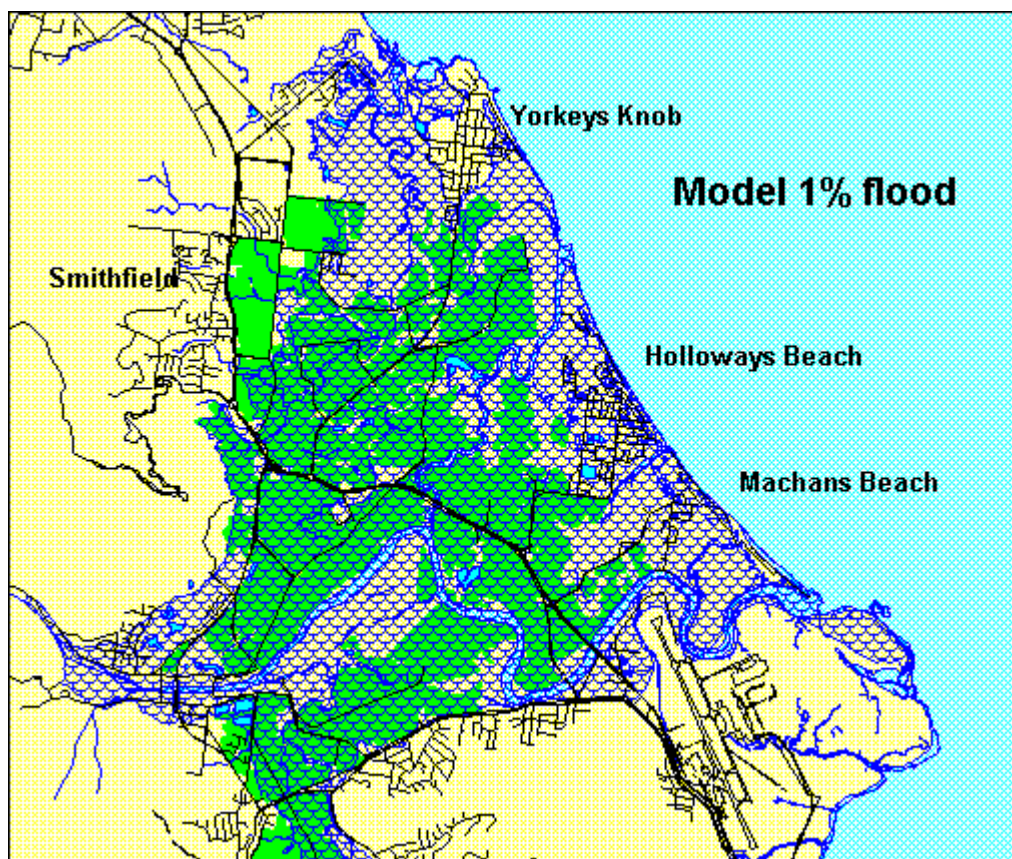 Yorkeys Knob
Model 1% flood
Smithfield
Holloways Beach
Machans Beach